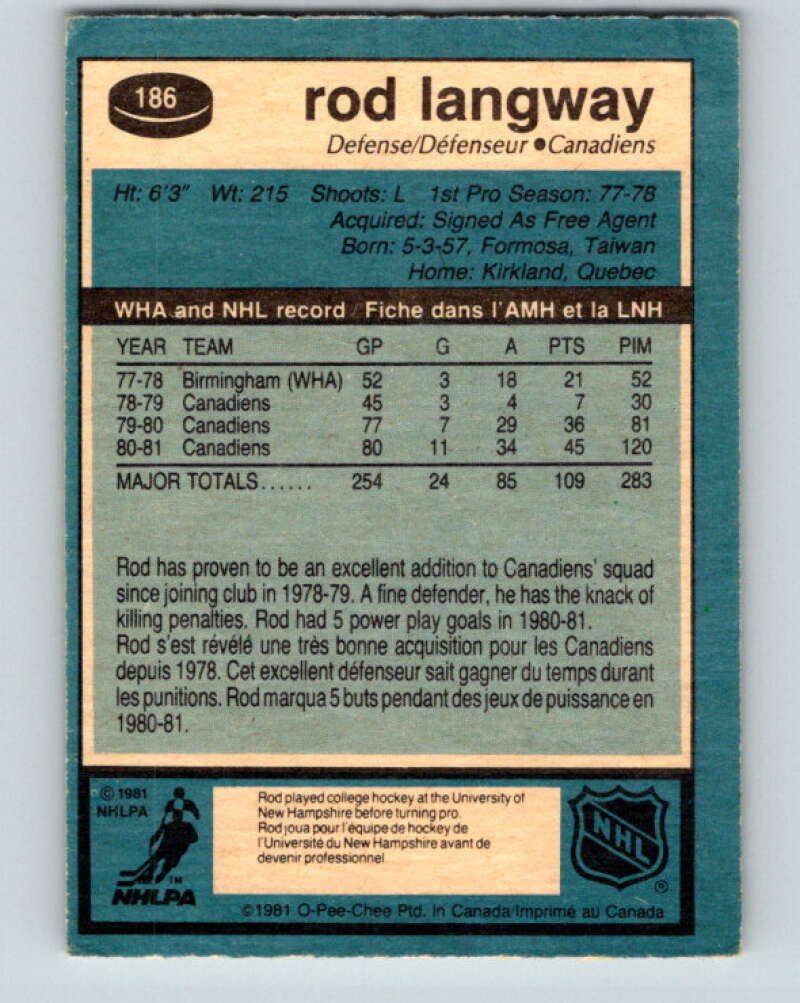 186
rod langway
Defense/Défenseur ● Canadiens
Ht: 6'3" Wt: 215 Shoots: L 1st Pro Season: 77-78
Acquired: Signed As Free Agent
Born: 5-3-57, Formosa, Taiwan
Home: Kirkland, Quebec
WHA and NHL record / Fiche dans l'AMH et la LNH
YEAR TEAM GP G A PTS PIM
77-78 Birmingham (WHA) 52 3 18 21 52
78-79 Canadiens 45 3 4 7 30
79-80 Canadiens 77 7 29 36 81
80-81 Canadiens 80 11 34 45 120
MAJOR TOTALS...... 254 24 85 109 283
Rod has proven to be an excellent addition to Canadiens' squad
since joining club in 1978-79. A fine defender, he has the knack of
killing penalties. Rod had 5 power play goals in 1980-81.
Rod s'est révélé une très bonne acquisition pour les Canadiens
depuis 1978. Cet excellent défenseur sait gagner du temps durant
les punitions. Rod marqua 5 buts pendant des jeux de puissance en
1980-81.
© 1981
NHLPA
TM
NHLPA
Rod played college hockey at the University of
New Hampshire before turning pro.
Rod joua pour l'équipe de hockey de
l'Université du New Hampshire avant de
devenir professionnel
NHL
®
©1981 O-Pee-Chee Ptd. in Canada/Imprimé au Canada